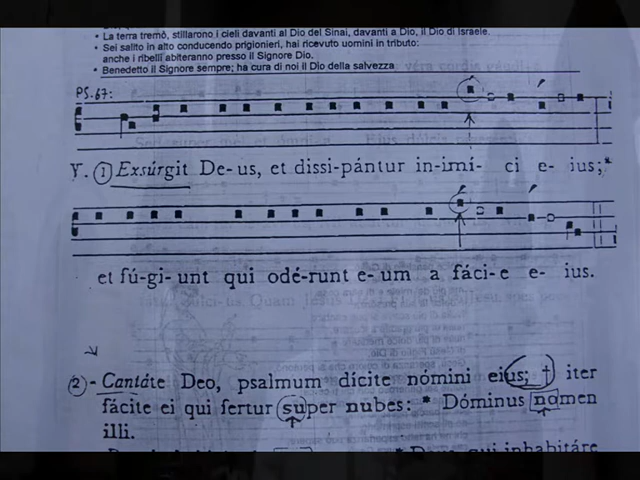 • La terra tremò, stillarono i cieli davanti al Dio del Sinai, davanti a Dio, il Dio di Israele.
• Sei salito in alto conducendo prigionieri, hai ricevuto uomini in tributo:
anche i ribelli abiteranno presso il Signore Dio.
• Benedetto il Signore sempre; ha cura di noi il Dio della salvezza
PS. 67:
V. 1 Exsúrgit De-us, et dissi-pántur in-imí- ci e- ius;*
et fú-gi-unt qui odé-runt e-um a fáci-e e- ius.
2 - Cantáte Deo, psalmum dícite nómini eius; † iter
fácite ei qui fertur super nubes: * Dóminus nomen
illi.
* Deus qui inhabitáre